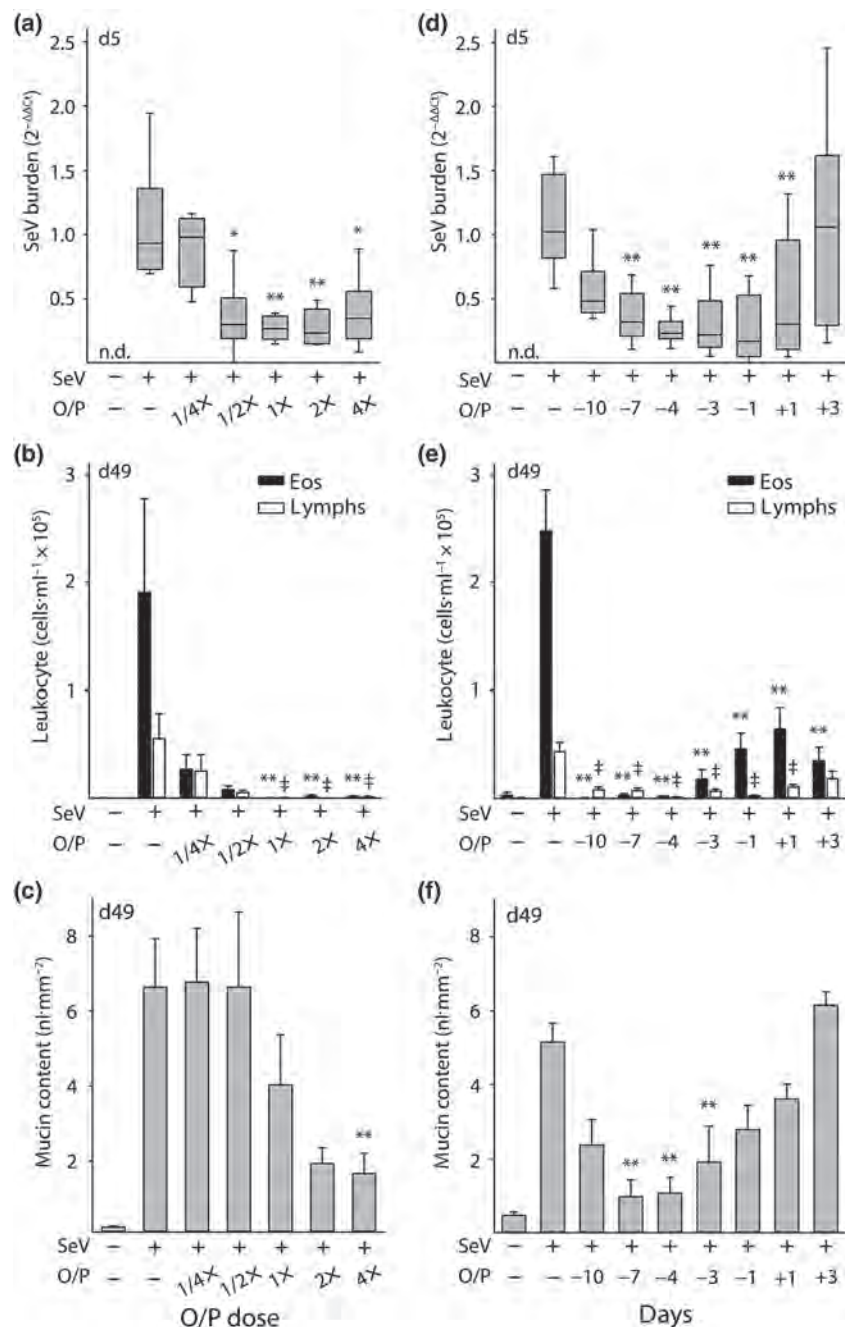 (a)
d5
SeV burden (2⁻ΔΔCt)
2.5
2.0
1.5
1.0
0.5
n.d.
*
**
**
*
SeV – + + + + + +
O/P – – 1/4X 1/2X 1X 2X 4X
(b)
d49
Leukocyte (cells·ml⁻¹ × 10⁵)
3
2
1
Eos
Lymphs
** ‡ ** ‡ ** ‡
SeV – + + + + + +
O/P – – 1/4X 1/2X 1X 2X 4X
(c)
d49
Mucin content (nl·mm⁻²)
8
6
4
2
**
SeV – + + + + + +
O/P – – 1/4X 1/2X 1X 2X 4X
O/P dose
(d)
d5
SeV burden (2⁻ΔΔCt)
2.5
2.0
1.5
1.0
0.5
n.d.
**
**
**
**
**
SeV – + + + + + + + +
O/P – – −10 −7 −4 −3 −1 +1 +3
(e)
d49
Leukocyte (cells·ml⁻¹ × 10⁵)
3
2
1
Eos
Lymphs
** ‡ ** ‡ ** ‡ ** ‡ ** ‡ ** ‡ **
SeV – + + + + + + + +
O/P – – −10 −7 −4 −3 −1 +1 +3
(f)
d49
Mucin content (nl·mm⁻²)
8
6
4
2
**
**
**
SeV – + + + + + + + +
O/P – – −10 −7 −4 −3 −1 +1 +3
Days